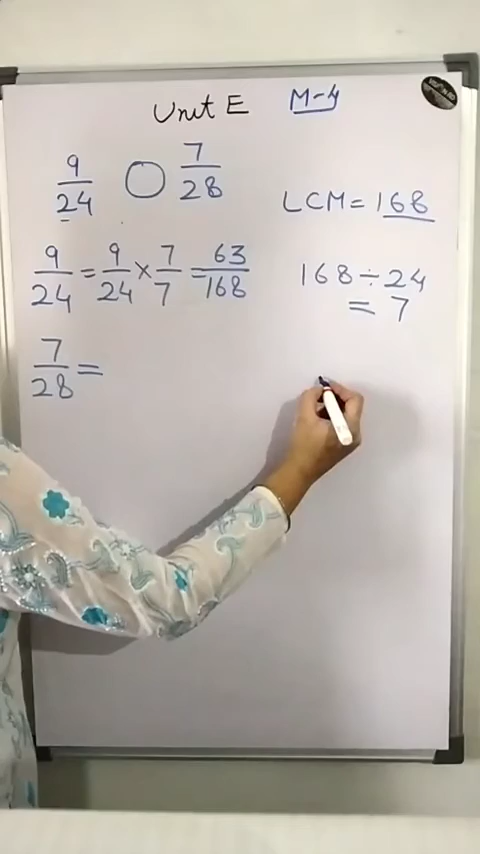 Unit E M-4
9/24 ○ 7/28
LCM = 168
9/24 = 9/24 × 7/7 = 63/168
168 ÷ 24
= 7
7/28 =